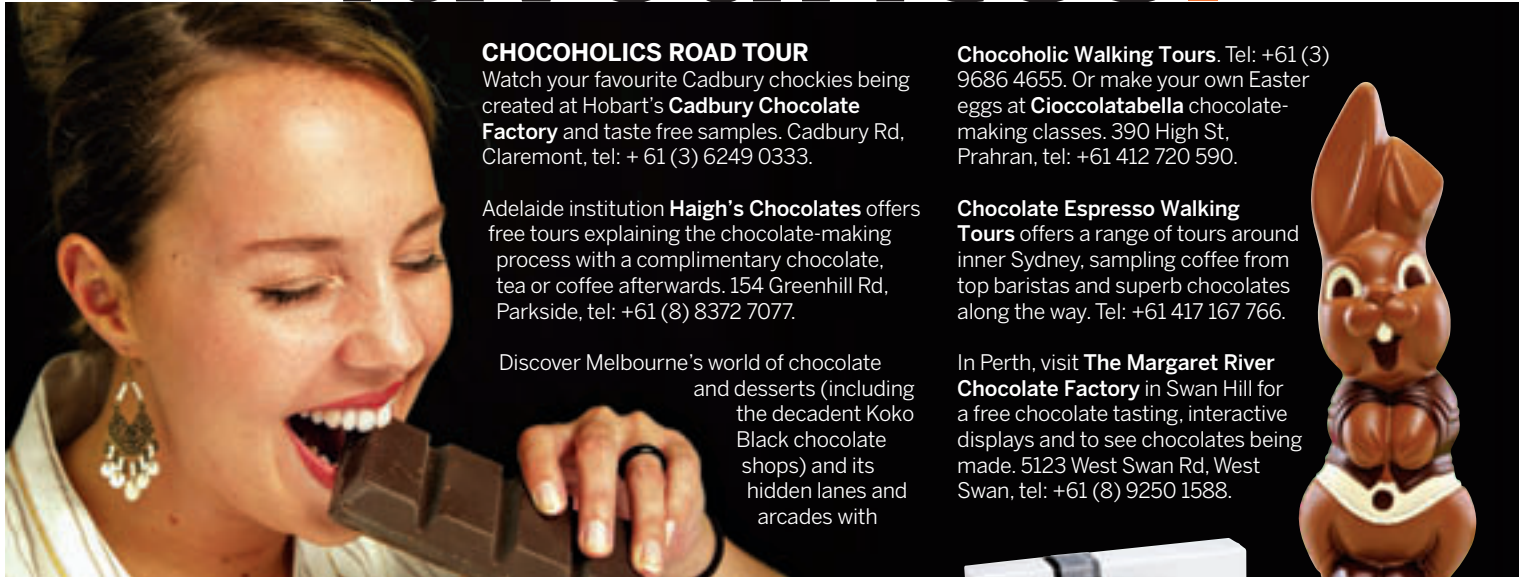 CHOCOHOLICS ROAD TOUR
Watch your favourite Cadbury chockies being
created at Hobart's Cadbury Chocolate
Factory and taste free samples. Cadbury Rd,
Claremont, tel: + 61 (3) 6249 0333.
Adelaide institution Haigh's Chocolates offers
free tours explaining the chocolate-making
process with a complimentary chocolate,
tea or coffee afterwards. 154 Greenhill Rd,
Parkside, tel: +61 (8) 8372 7077.
Discover Melbourne's world of chocolate
and desserts (including
the decadent Koko
Black chocolate
shops) and its
hidden lanes and
arcades with
Chocoholic Walking Tours. Tel: +61 (3)
9686 4655. Or make your own Easter
eggs at Cioccolatabella chocolate-
making classes. 390 High St,
Prahran, tel: +61 412 720 590.
Chocolate Espresso Walking
Tours offers a range of tours around
inner Sydney, sampling coffee from
top baristas and superb chocolates
along the way. Tel: +61 417 167 766.
In Perth, visit The Margaret River
Chocolate Factory in Swan Hill for
a free chocolate tasting, interactive
displays and to see chocolates being
made. 5123 West Swan Rd, West
Swan, tel: +61 (8) 9250 1588.